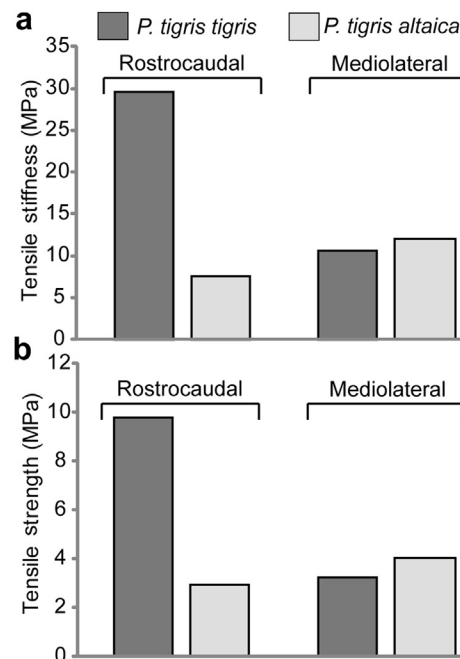 a
P. tigris tigris P. tigris altaica
Rostrocaudal Mediolateral
Tensile stiffness (MPa)
35
30
25
20
15
10
5
0
b
Rostrocaudal Mediolateral
Tensile strength (MPa)
12
10
8
6
4
2
0